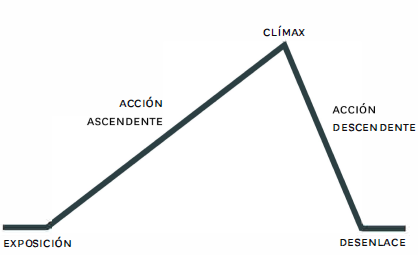 CLÍMAX
ACCIÓN
ASCENDENTE
ACCIÓN
DESCENDENTE
EXPOSICIÓN
DESENLACE